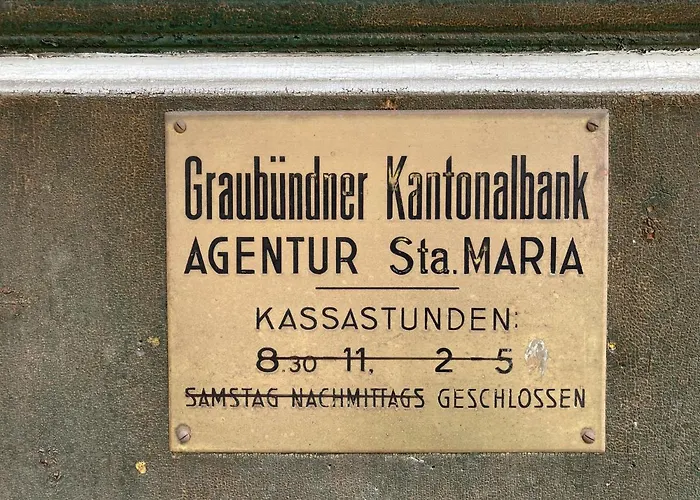 Graubündner Kantonalbank
AGENTUR Sta. MARIA
KASSASTUNDEN:
8.30 11, 2-5
SAMSTAG NACHMITTAGS GESCHLOSSEN